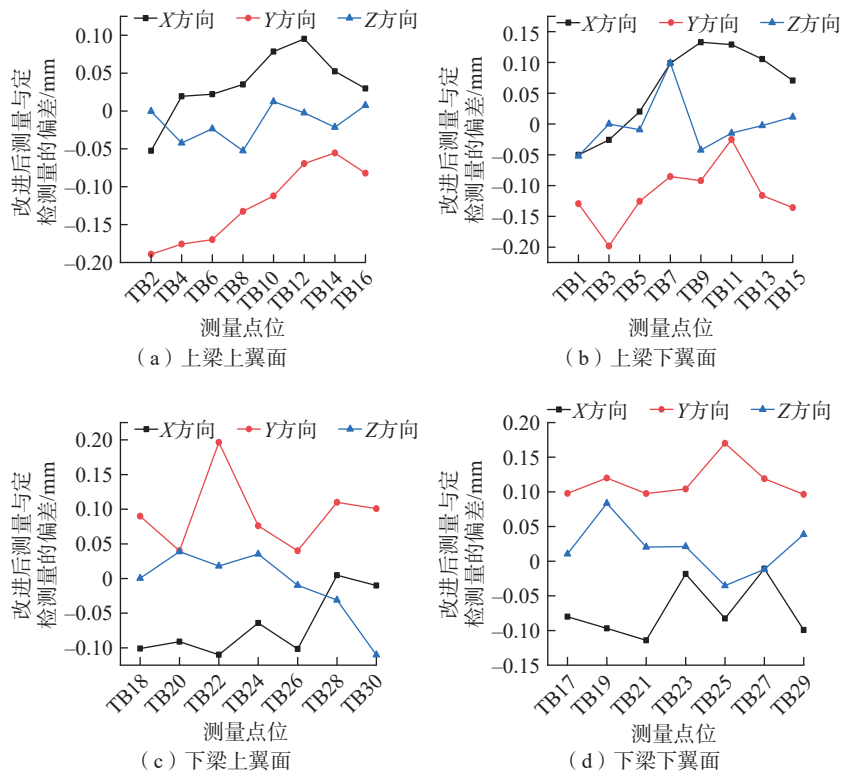 X方向 Y方向 Z方向
0.10
0.05
0
–0.05
–0.10
–0.15
–0.20
改进后测量与定
检测量的偏差/mm
TB2 TB4 TB6 TB8 TB10 TB12 TB14 TB16
测量点位
（a）上梁上翼面
X方向 Y方向 Z方向
0.15
0.10
0.05
0
–0.05
–0.10
–0.15
–0.20
改进后测量与定
检测量的偏差/mm
TB1 TB3 TB5 TB7 TB9 TB11 TB13 TB15
测量点位
（b）上梁下翼面
X方向 Y方向 Z方向
0.20
0.15
0.10
0.05
0
–0.05
–0.10
改进后测量与定
检测量的偏差/mm
TB18 TB20 TB22 TB24 TB26 TB28 TB30
测量点位
（c）下梁上翼面
X方向 Y方向 Z方向
0.20
0.15
0.10
0.05
0
–0.05
–0.10
–0.15
改进后测量与定
检测量的偏差/mm
TB17 TB19 TB21 TB23 TB25 TB27 TB29
测量点位
（d）下梁下翼面